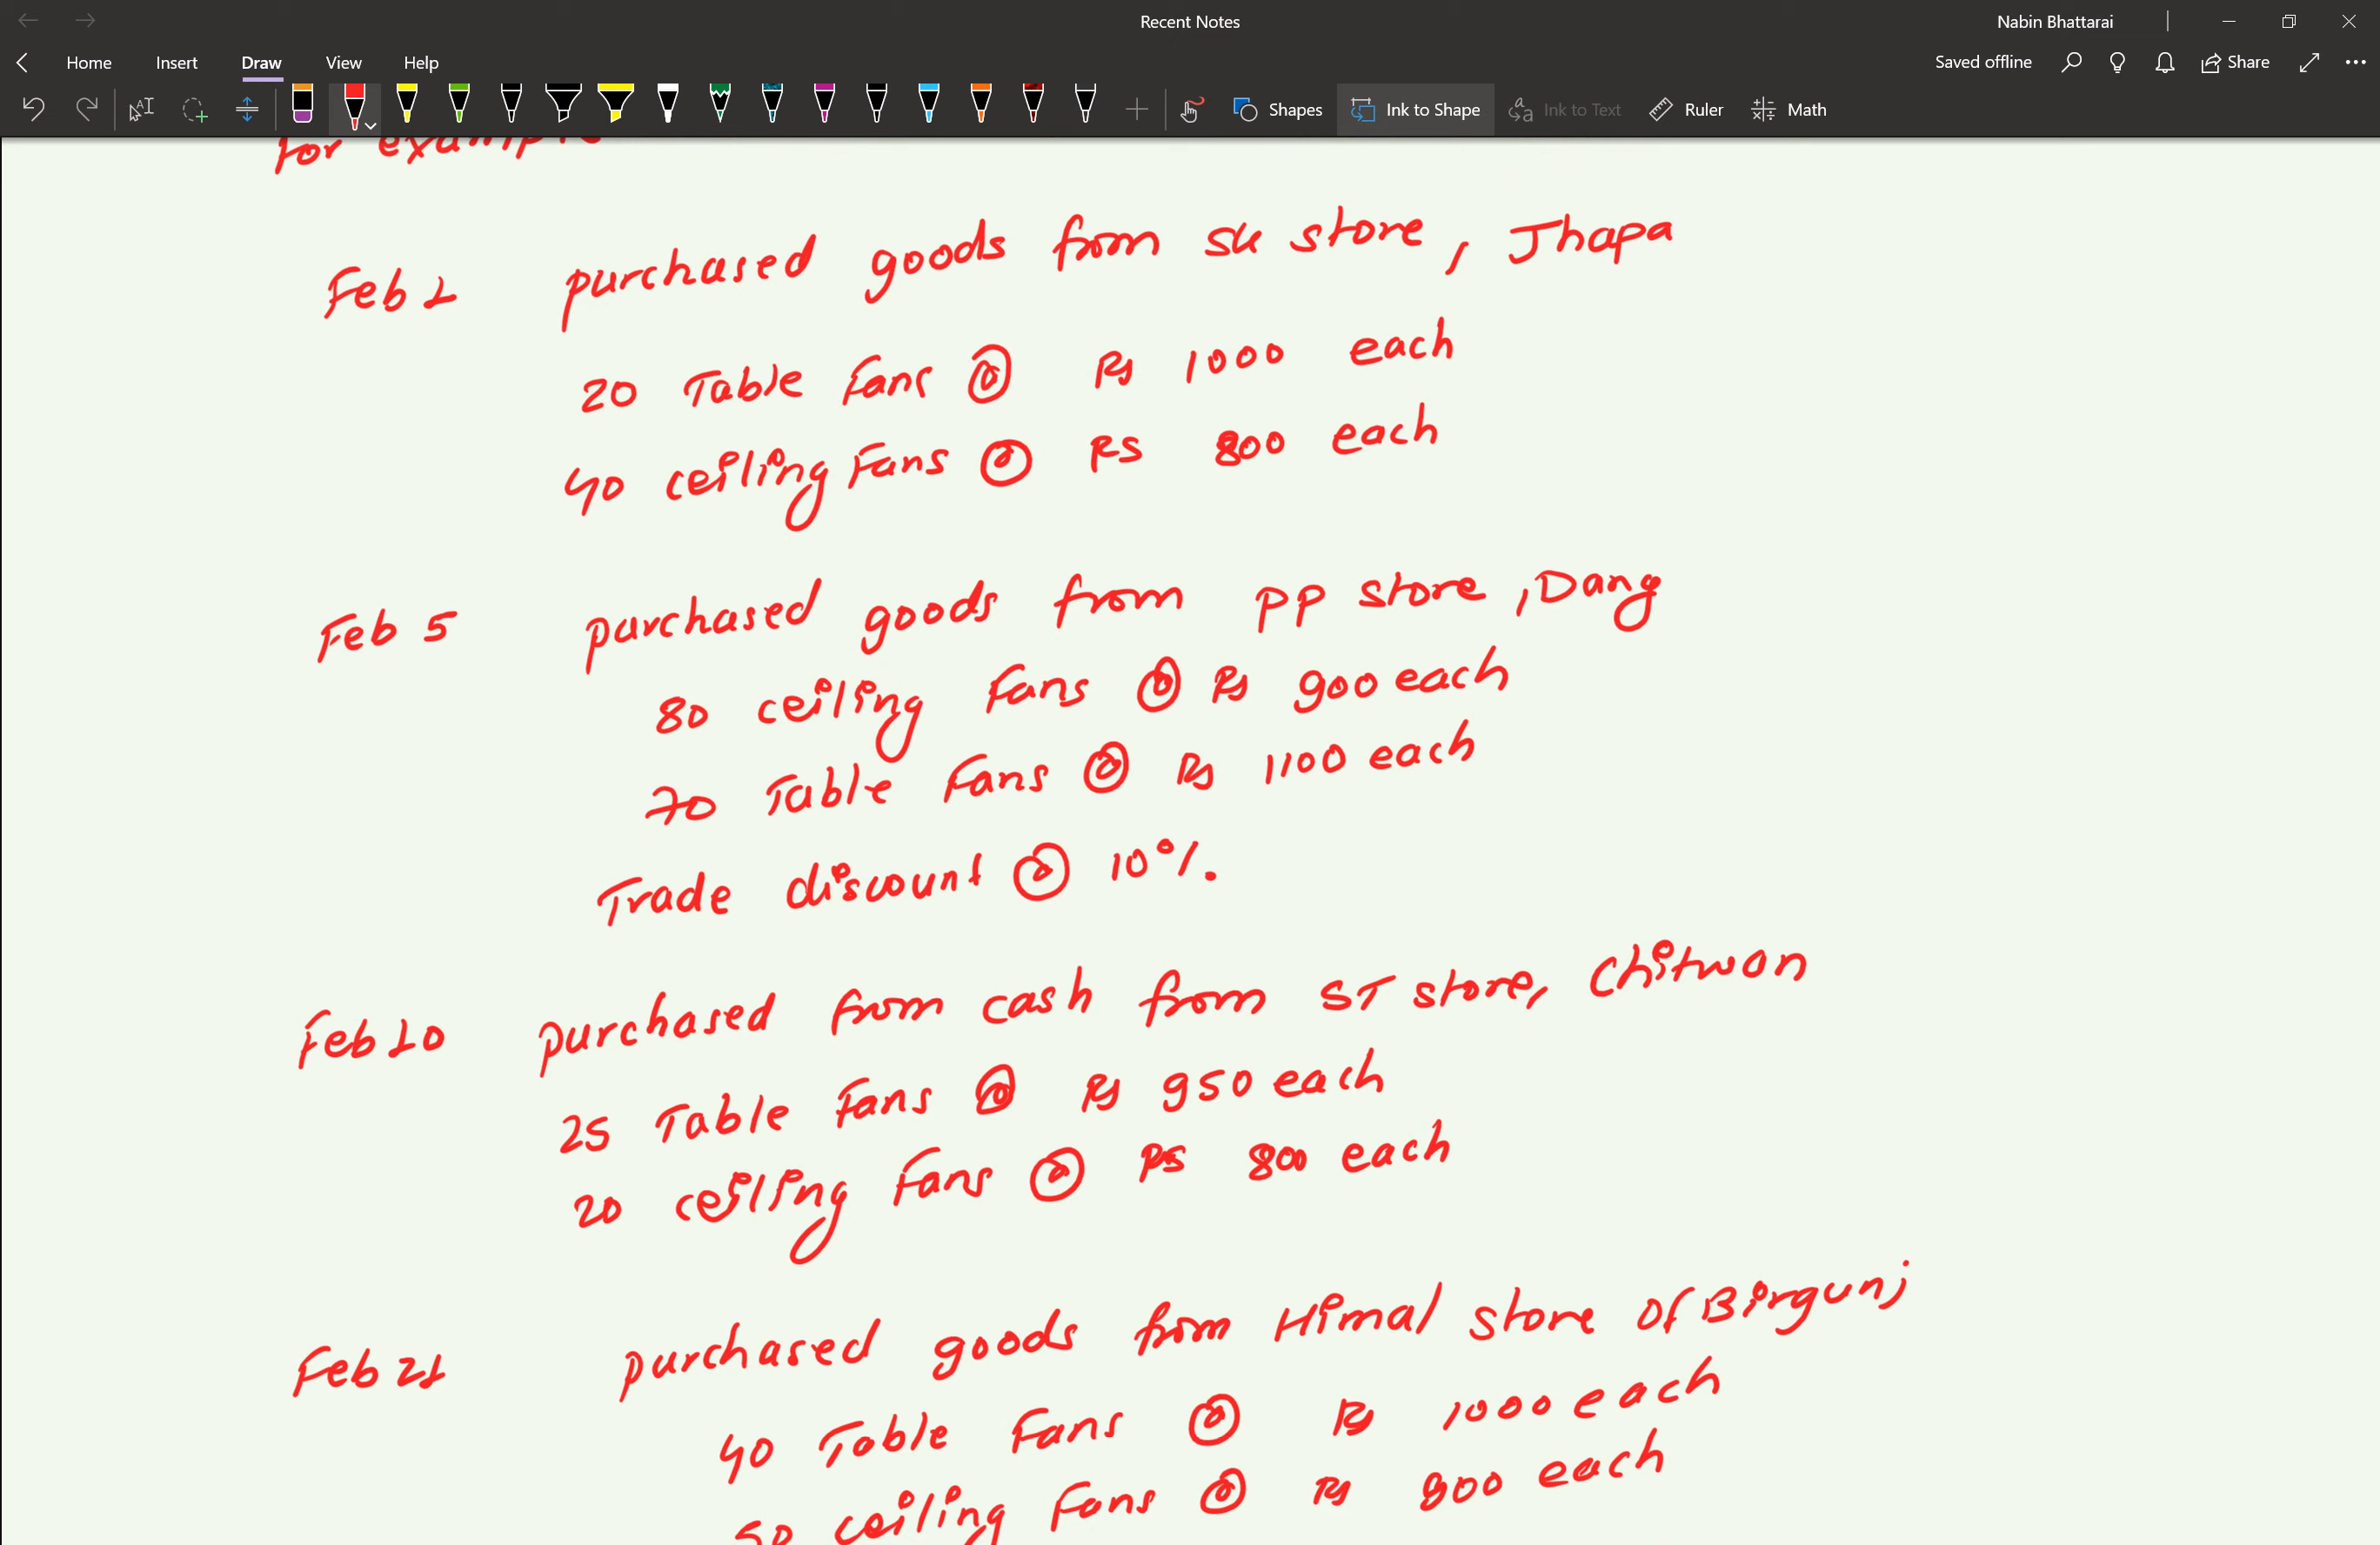 Recent Notes
Nabin Bhattarai
Home Insert Draw View Help
Saved offline Share
Shapes Ink to Shape Ink to Text Ruler Math
for example
Feb 1 purchased goods from SK store, Jhapa
20 Table Fans @ Rs 1000 each
40 ceiling Fans @ RS 800 each
Feb 5 purchased goods from PP store, Dang
80 ceiling Fans @ Rs 900 each
70 Table Fans @ Rs 1100 each
Trade discount @ 10%.
Feb 10 purchased from cash from ST store, Chitwan
25 Table Fans @ Rs 950 each
20 ceiling Fans @ Rs 800 each
Feb 21 purchased goods from Himal store of Birgunj
40 Table Fans @ Rs 1000 each
ceiling Fans @ Rs each